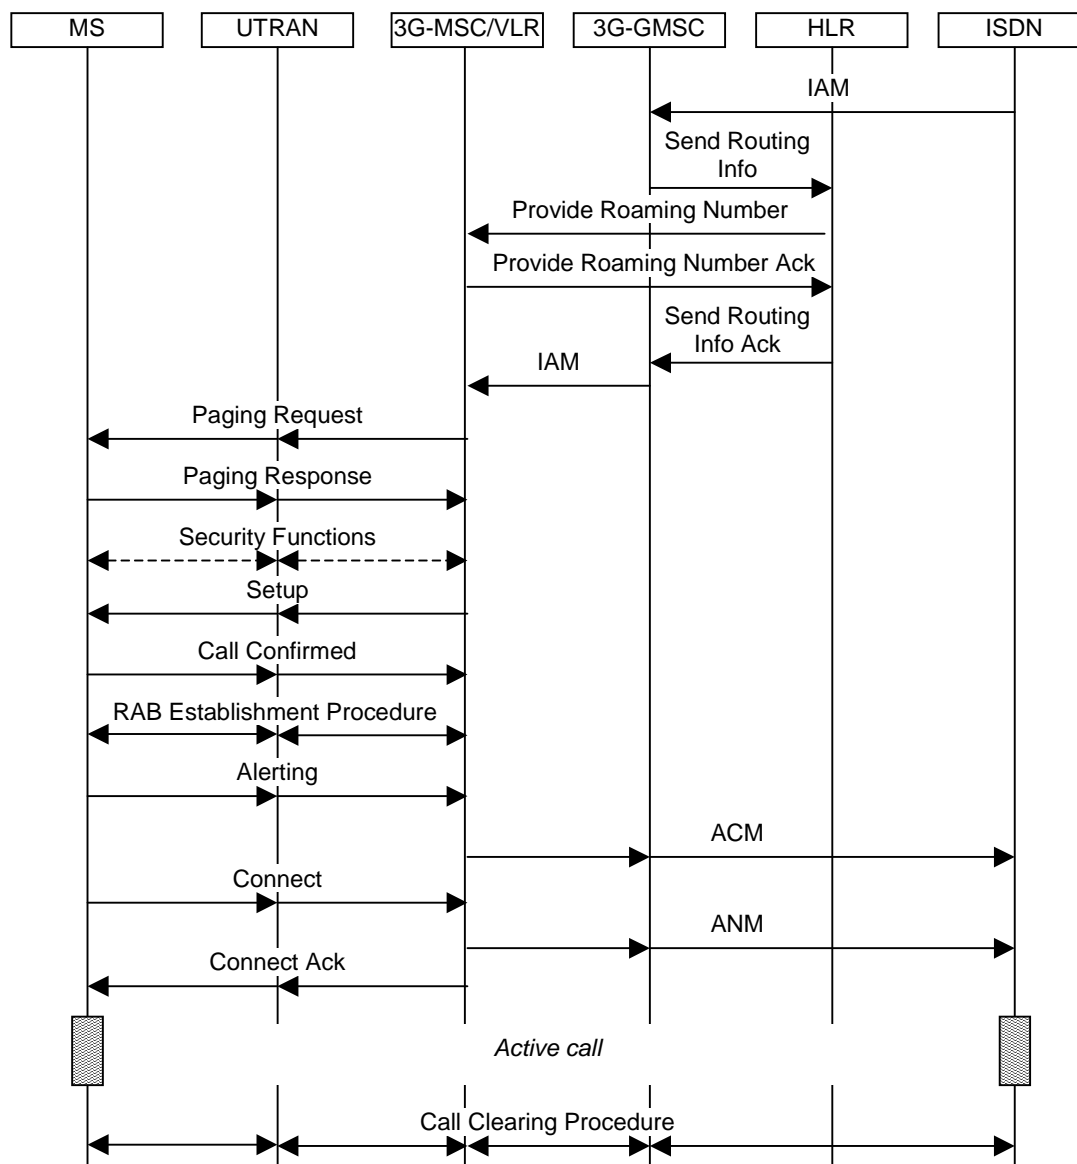 MS
UTRAN
3G-MSC/VLR
3G-GMSC
HLR
ISDN
IAM
Send Routing
Info
Provide Roaming Number
Provide Roaming Number Ack
Send Routing
Info Ack
IAM
Paging Request
Paging Response
Security Functions
Setup
Call Confirmed
RAB Establishment Procedure
Alerting
ACM
Connect
ANM
Connect Ack
Active call
Call Clearing Procedure